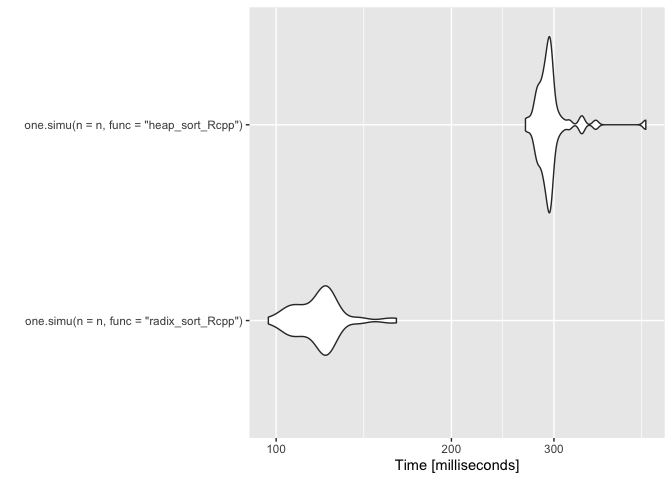 one.simu(n = n, func = "heap_sort_Rcpp")
one.simu(n = n, func = "radix_sort_Rcpp")
100 200 300
Time [milliseconds]